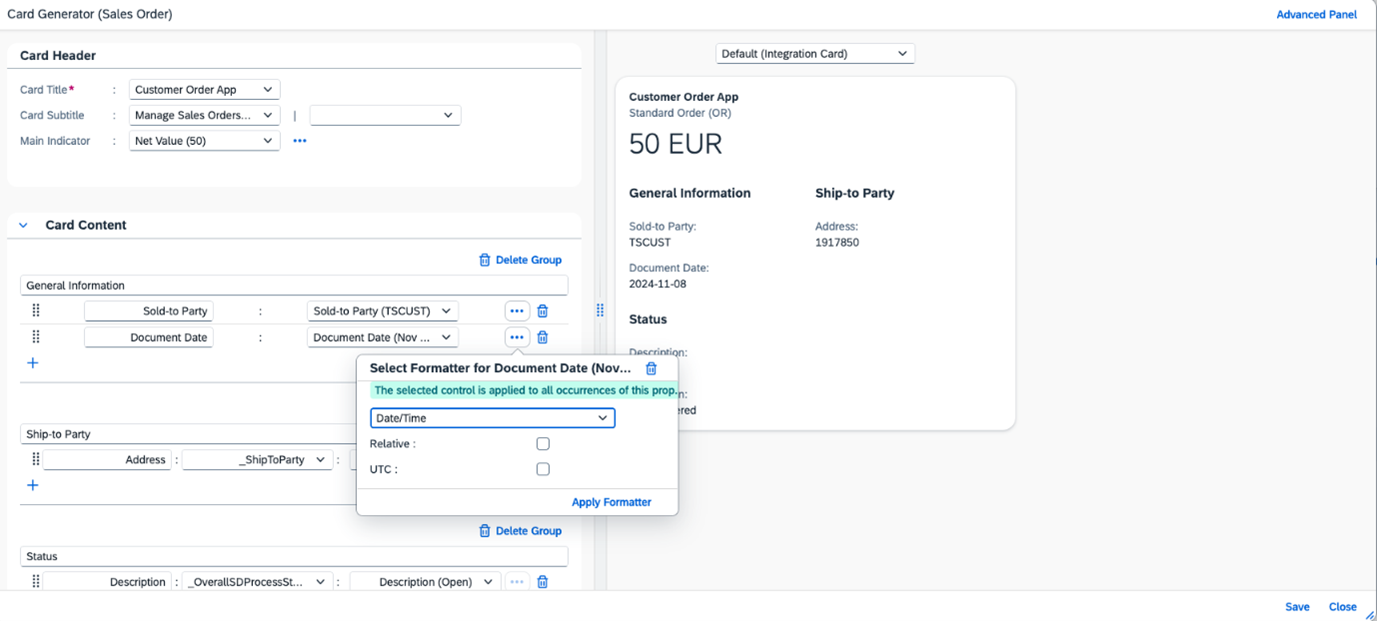 Card Generator (Sales Order)
Advanced Panel
Card Header
Card Title* : Customer Order App
Card Subtitle : Manage Sales Orders... |
Main Indicator : Net Value (50) •••
Card Content
Delete Group
General Information
Sold-to Party : Sold-to Party (TSCUST) •••
Document Date : Document Date (Nov ... •••
+
Select Formatter for Document Date (Nov...
The selected control is applied to all occurrences of this prop.
Date/Time
Relative :
UTC :
Apply Formatter
Ship-to Party
Address : _ShipToParty :
+
Delete Group
Status
Description : _OverallSDProcessSt... : Description (Open) •••
Default (Integration Card)
Customer Order App
Standard Order (OR)
50 EUR
General Information
Ship-to Party
Sold-to Party:
TSCUST
Address:
1917850
Document Date:
2024-11-08
Status
Description:
n:
ered
Save
Close